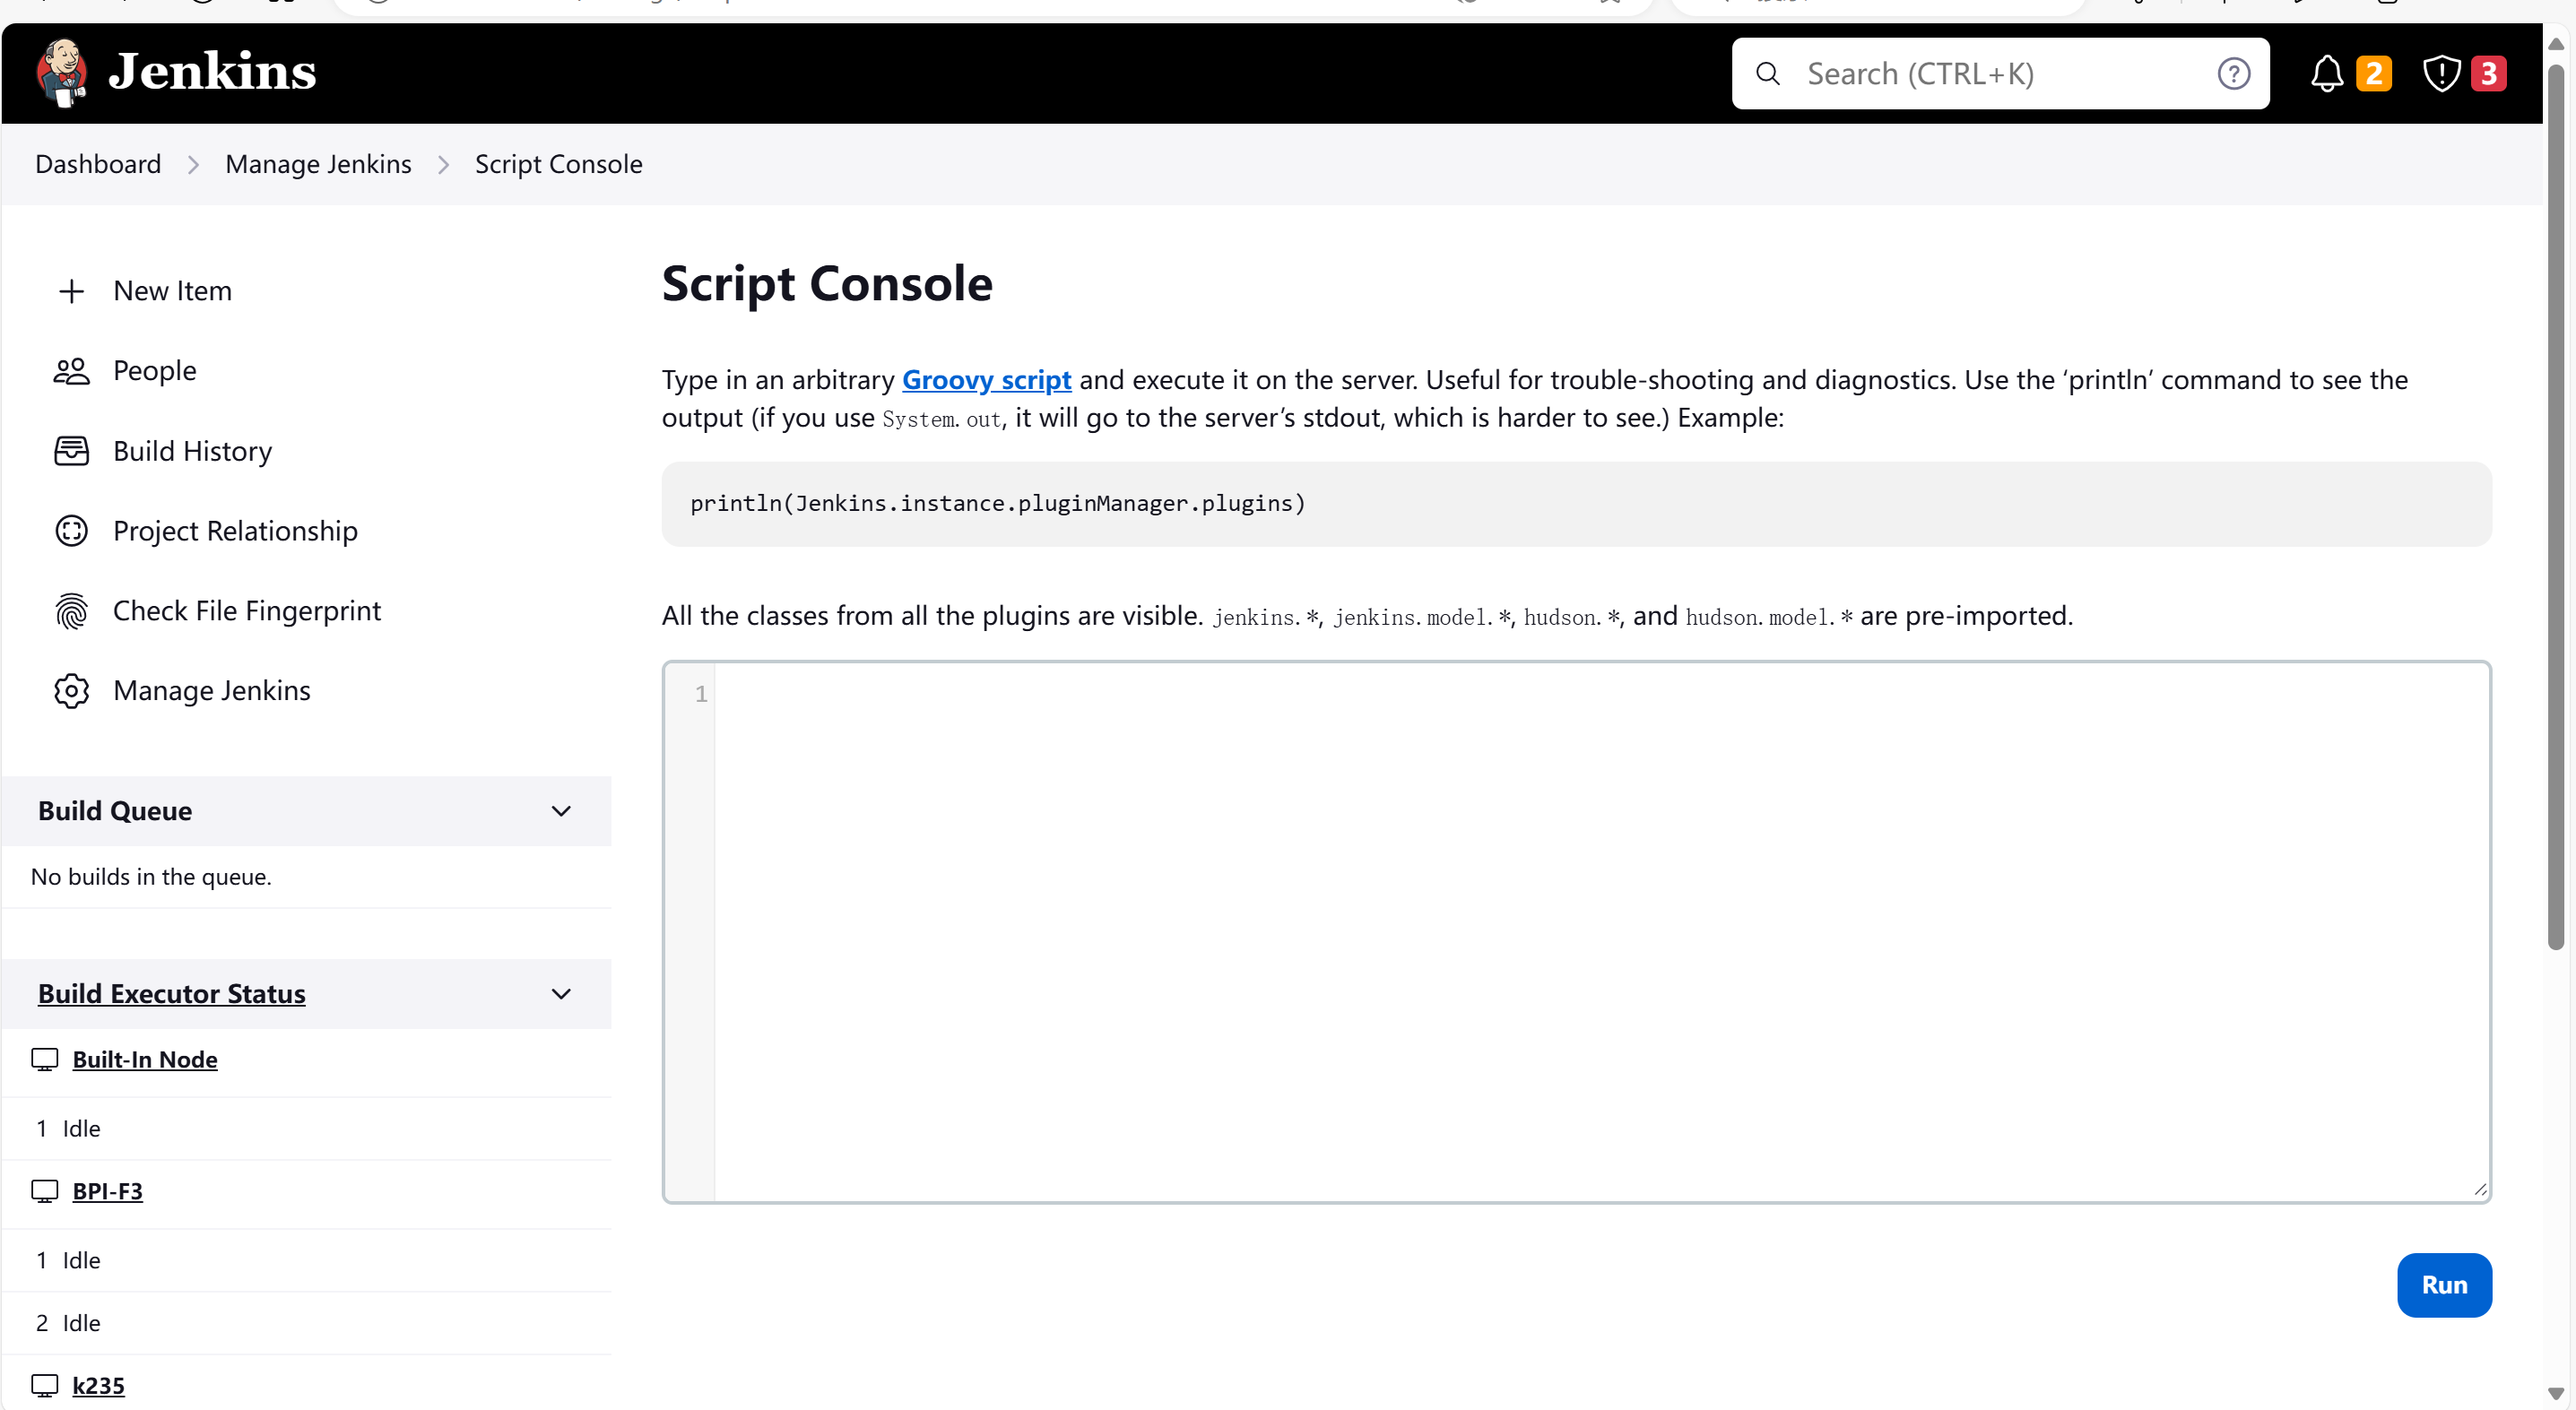 Jenkins
Search (CTRL+K)
2
3
Dashboard
Manage Jenkins
Script Console
New Item
People
Build History
Project Relationship
Check File Fingerprint
Manage Jenkins
Build Queue
No builds in the queue.
Build Executor Status
Built-In Node
1 Idle
BPI-F3
1 Idle
2 Idle
k235
Script Console
Type in an arbitrary Groovy script and execute it on the server. Useful for trouble-shooting and diagnostics. Use the ‘println’ command to see the
output (if you use System.out, it will go to the server’s stdout, which is harder to see.) Example:
println(Jenkins.instance.pluginManager.plugins)
All the classes from all the plugins are visible. jenkins.*, jenkins.model.*, hudson.*, and hudson.model.* are pre-imported.
1
Run